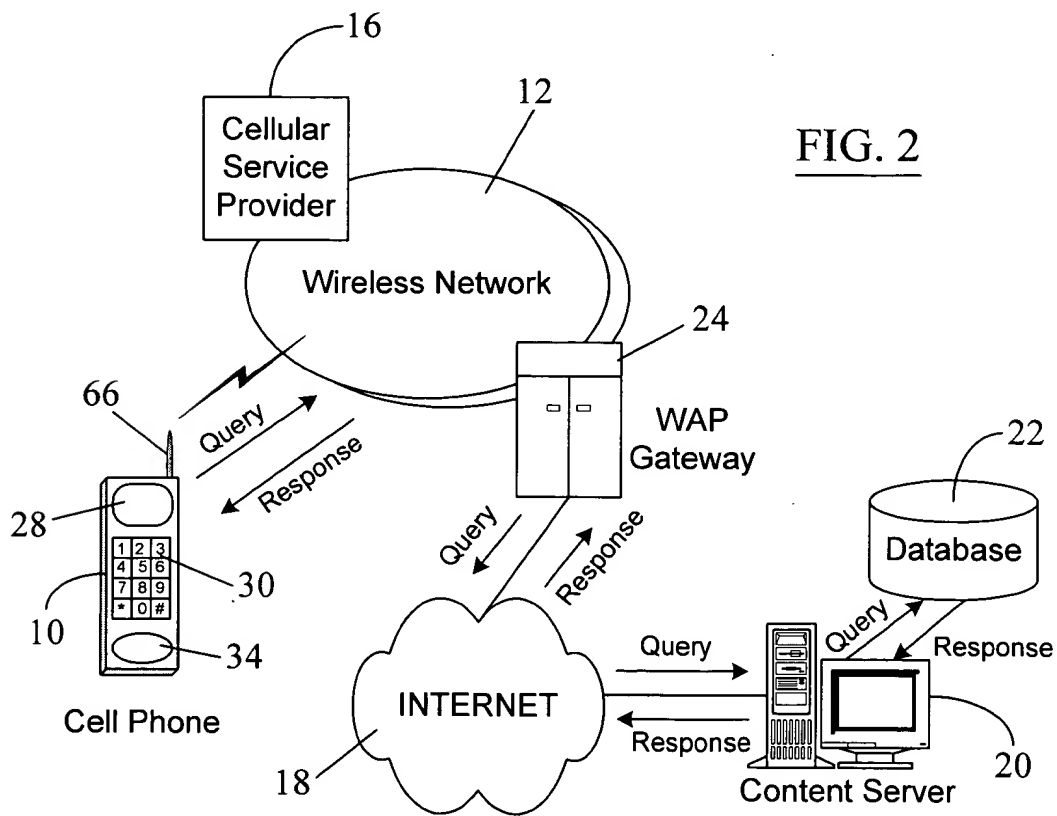 16
12
FIG. 2
Cellular
Service
Provider
Wireless Network
24
66
Query
Response
WAP
Gateway
22
28
Query
Response
Database
1 2 3
4 5 6
7 8 9
* 0 #
30
10
34
Query
Query
Response
INTERNET
Response
Cell Phone
18
20
Content Server